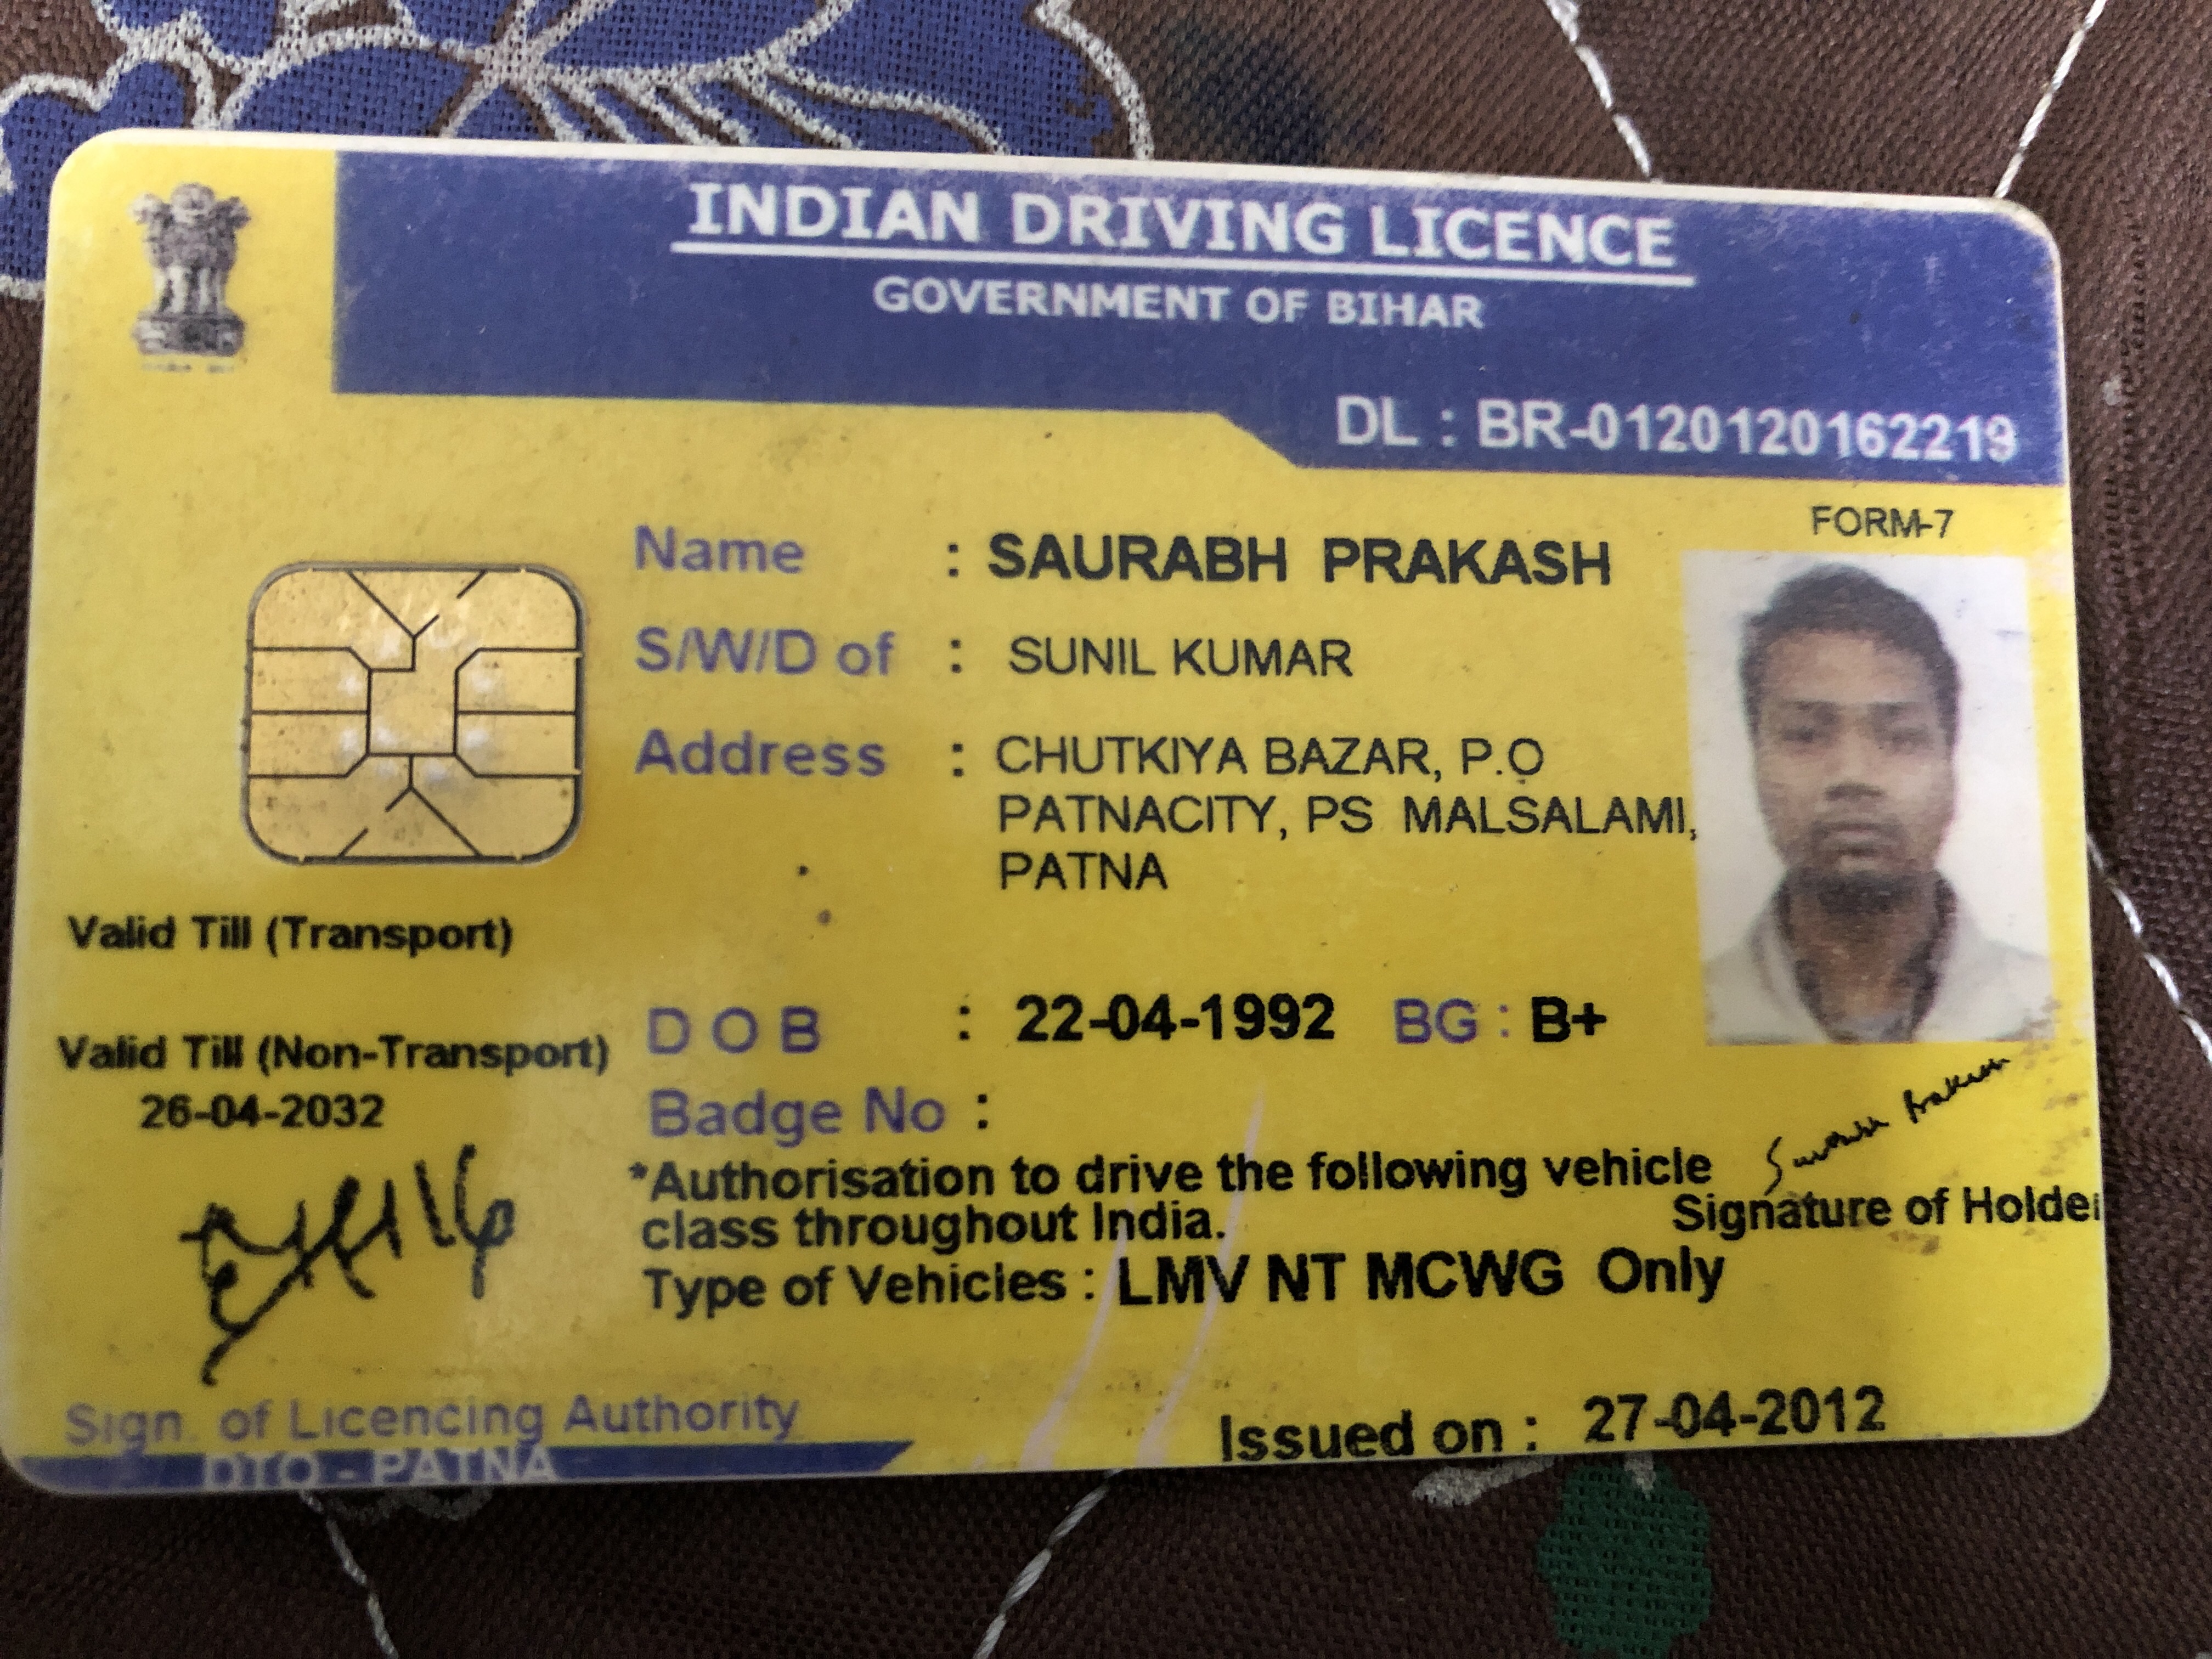 INDIAN DRIVING LICENCE
GOVERNMENT OF BIHAR
DL : BR-0120120162219
FORM-7
Name : SAURABH PRAKASH
S/W/D of : SUNIL KUMAR
Address : CHUTKIYA BAZAR, P.O
PATNACITY, PS MALSALAMI,
PATNA
Valid Till (Transport)
Valid Till (Non-Transport)
26-04-2032
D O B : 22-04-1992 BG : B+
Badge No :
*Authorisation to drive the following vehicle
class throughout India.
Type of Vehicles : LMV NT MCWG Only
Signature of Holder
Sign. of Licencing Authority
DTO - PATNA
Issued on : 27-04-2012